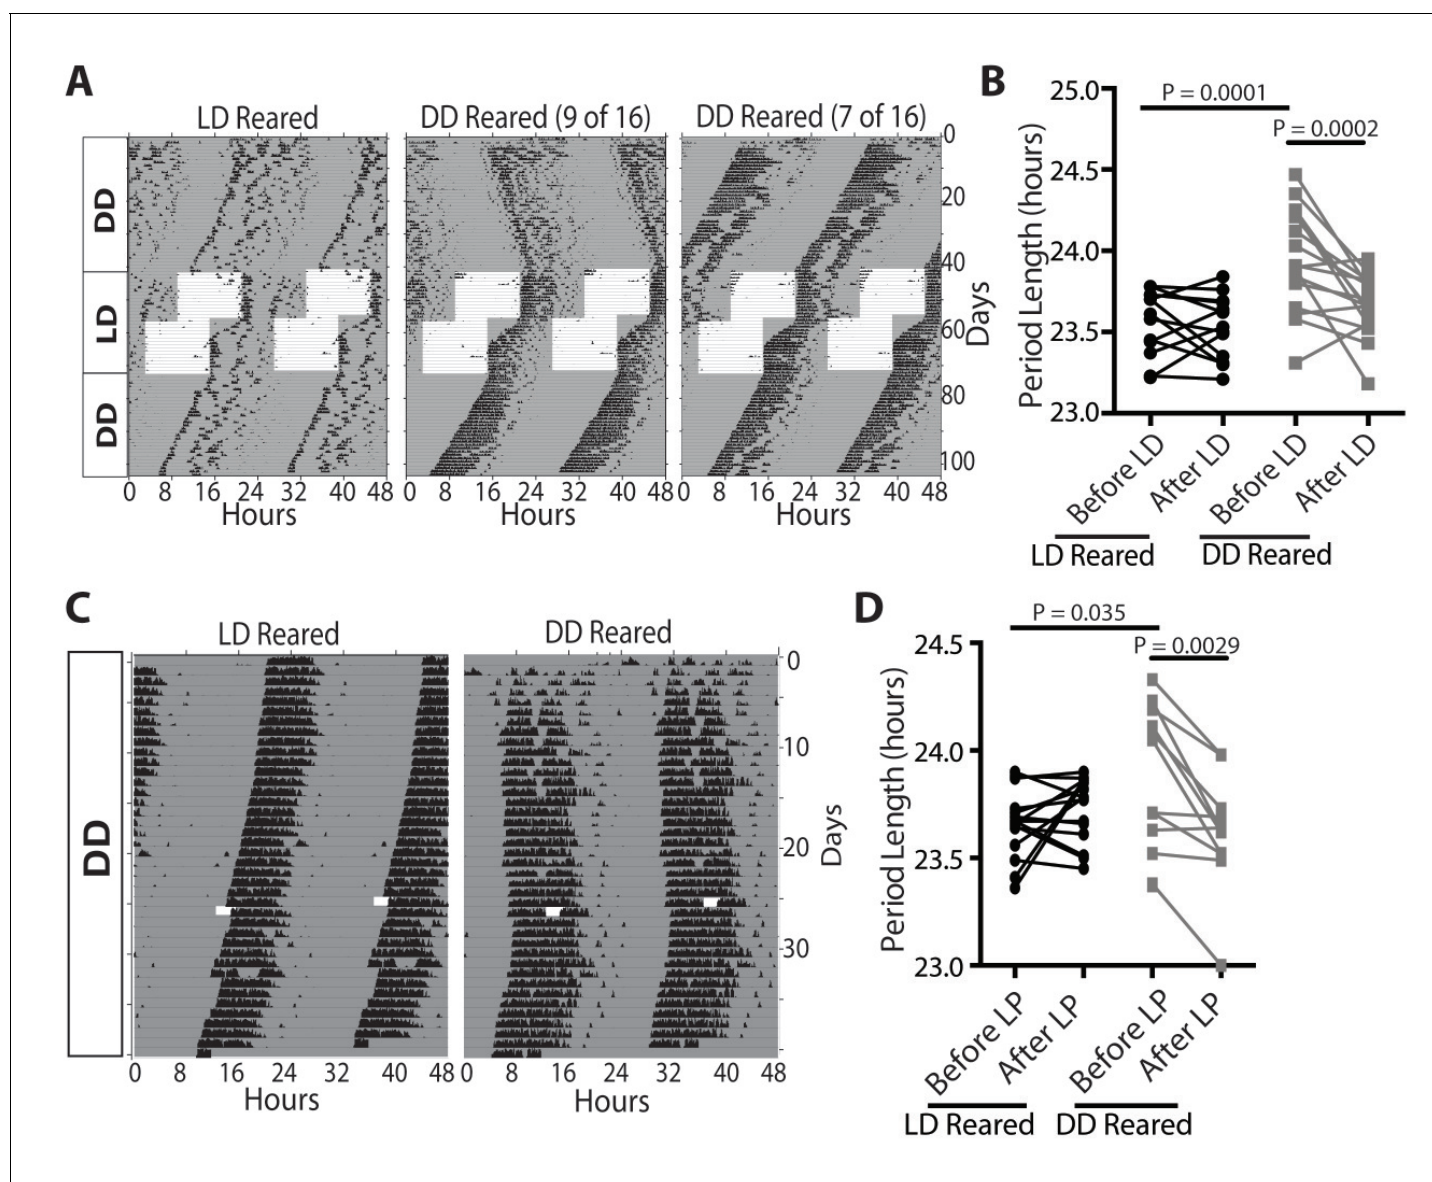 A
LD Reared
DD Reared (9 of 16)
DD Reared (7 of 16)
DD
LD
DD
0
20
40
60
80
100
Days
0 8 16 24 32 40 48
0 8 16 24 32 40 48
0 8 16 24 32 40 48
Hours
Hours
Hours
B
P = 0.0001
P = 0.0002
Period Length (hours)
25.0
24.5
24.0
23.5
23.0
Before LD
After LD
Before LD
After LD
LD Reared
DD Reared
C
LD Reared
DD Reared
DD
0
10
20
30
Days
0 8 16 24 32 40 48
0 8 16 24 32 40 48
Hours
Hours
D
P = 0.035
P = 0.0029
Period Length (hours)
24.5
24.0
23.5
23.0
Before LP
After LP
Before LP
After LP
LD Reared
DD Reared